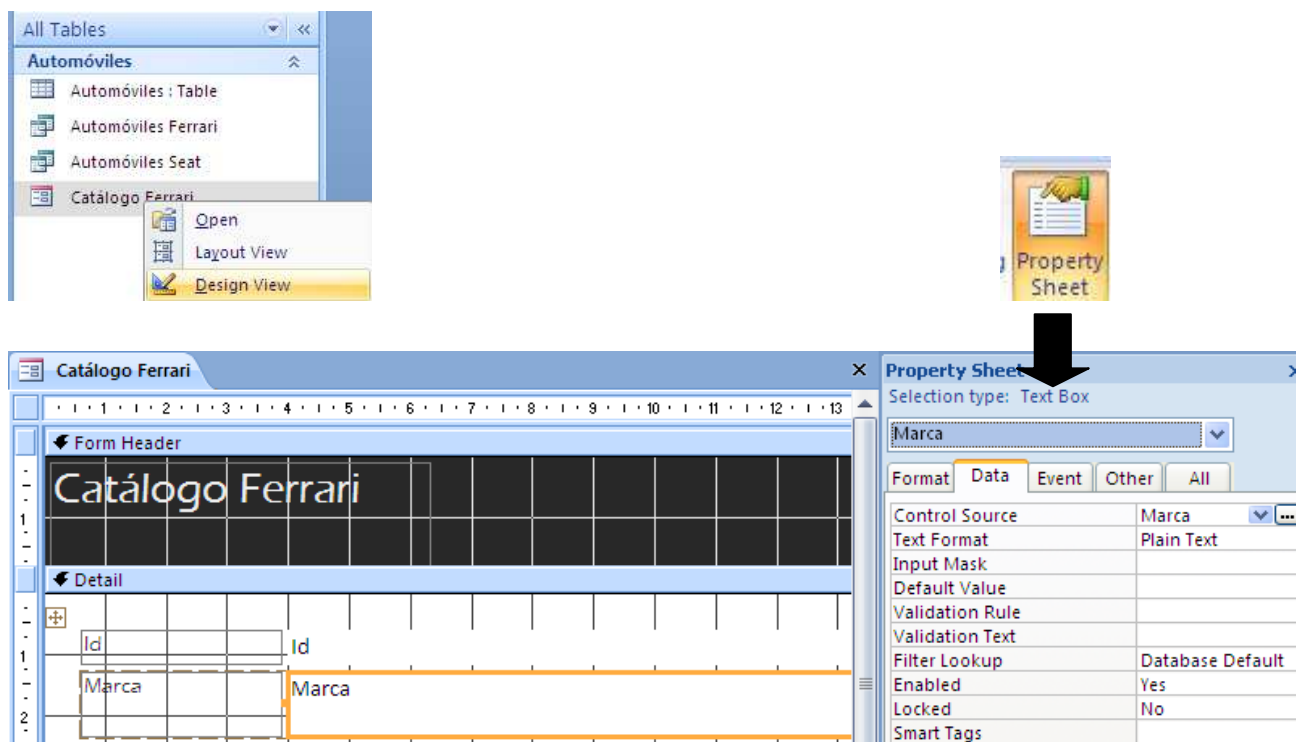 All Tables
Automóviles
Automóviles : Table
Automóviles Ferrari
Automóviles Seat
Catálogo Ferrari
Open
Layout View
Design View
Property
Sheet
Catálogo Ferrari
1 2 3 4 5 6 7 8 9 10 11 12 13
Form Header
Catálogo Ferrari
1
Detail
Id Id
1
Marca Marca
2
Property Sheet
Selection type: Text Box
Marca
Format Data Event Other All
Control Source Marca
Text Format Plain Text
Input Mask
Default Value
Validation Rule
Validation Text
Filter Lookup Database Default
Enabled Yes
Locked No
Smart Tags